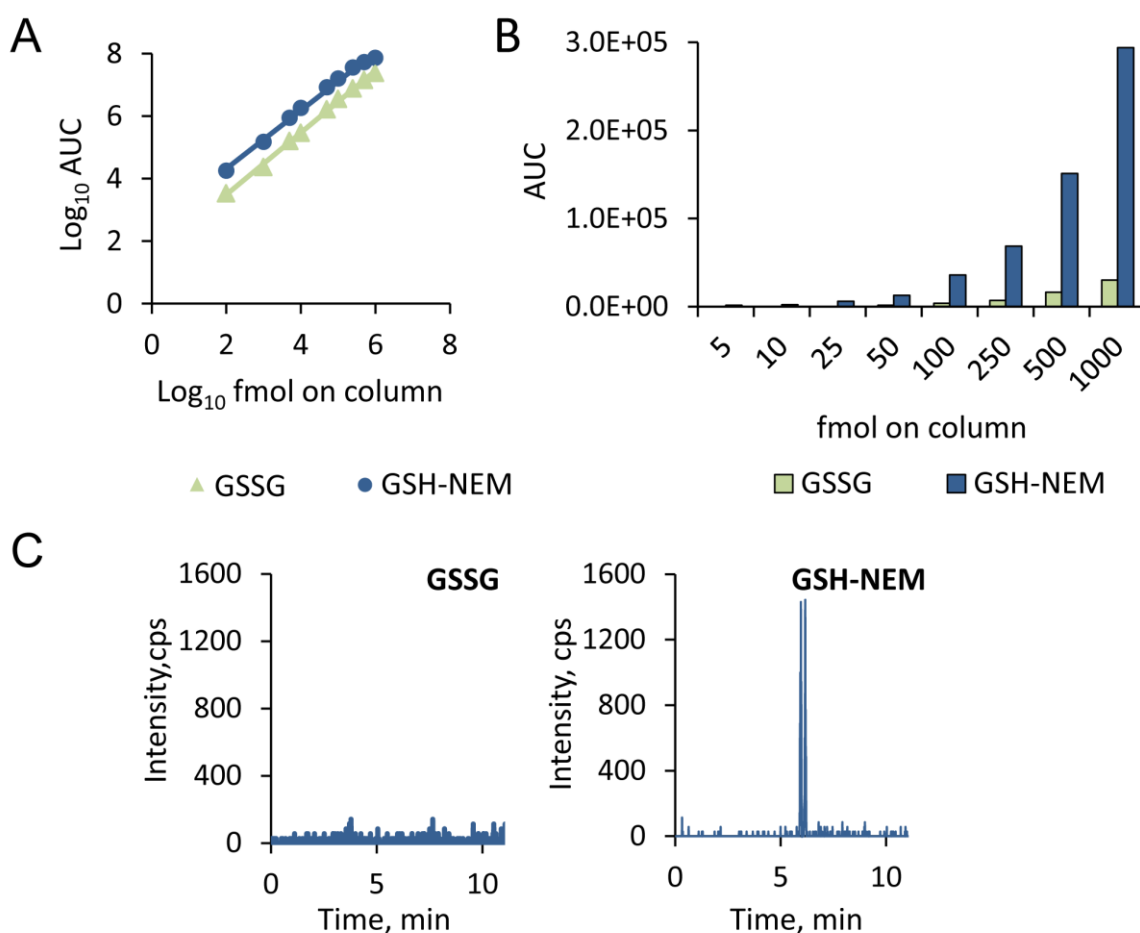 A
8
6
4
2
0
Log10 AUC
0 2 4 6 8
Log10 fmol on column
GSSG GSH-NEM
B
3.0E+05
2.0E+05
1.0E+05
0.0E+00
AUC
5 10 25 50 100 250 500 1000
fmol on column
GSSG GSH-NEM
C
GSSG
1600
1200
800
400
0
Intensity,cps
0 5 10
Time, min
GSH-NEM
1600
1200
800
400
0
Intensity, cps
0 5 10
Time, min